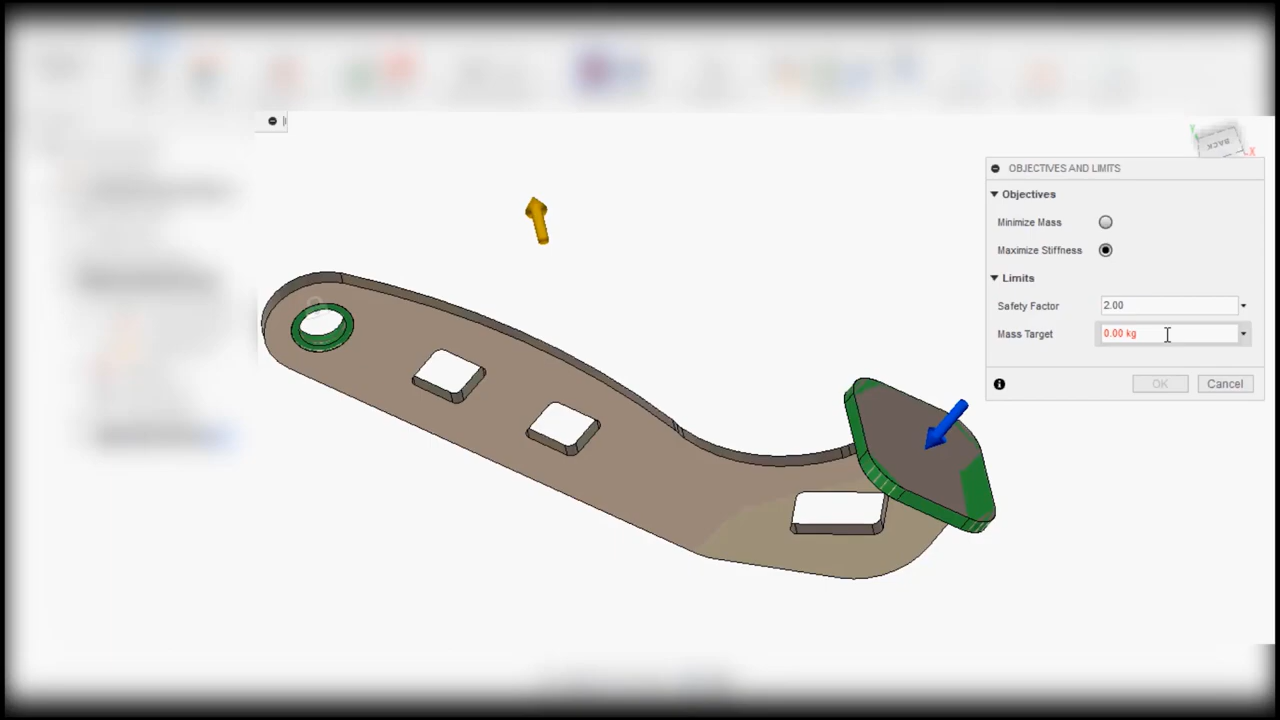 BACK
Y
X
OBJECTIVES AND LIMITS
Objectives
Minimize Mass
Maximize Stiffness
Limits
Safety Factor 2.00
Mass Target 0.00 kg
OK Cancel